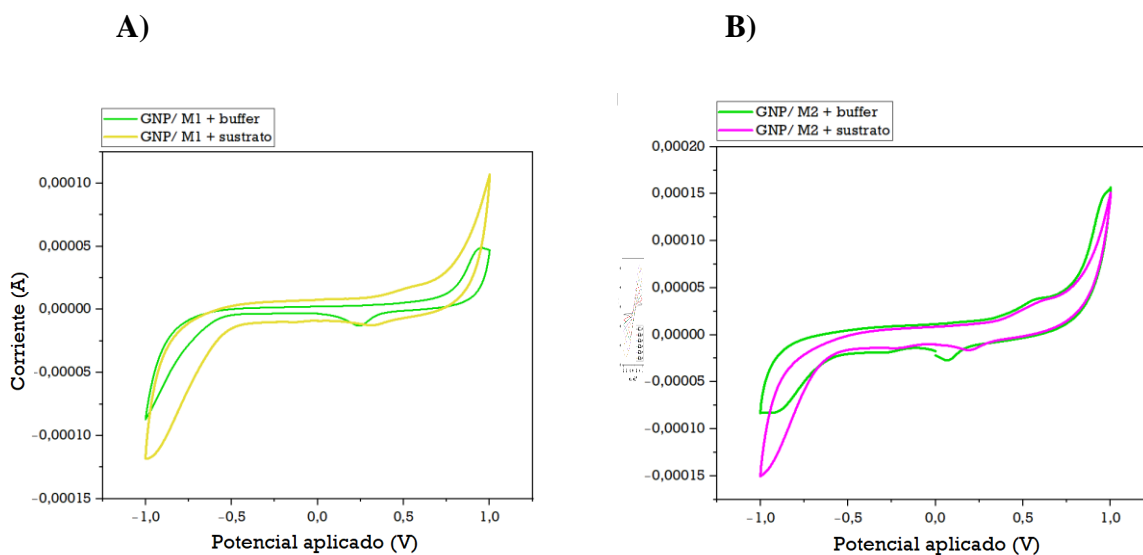 A)
GNP/ M1 + buffer
GNP/ M1 + sustrato
0,00010
0,00005
0,00000
−0,00005
−0,00010
−0,00015
Corriente (A)
−1,0 −0,5 0,0 0,5 1,0
Potencial aplicado (V)
B)
GNP/ M2 + buffer
GNP/ M2 + sustrato
0,00020
0,00015
0,00010
0,00005
0,00000
−0,00005
−0,00010
−0,00015
−1,0 −0,5 0,0 0,5 1,0
Potencial aplicado (V)